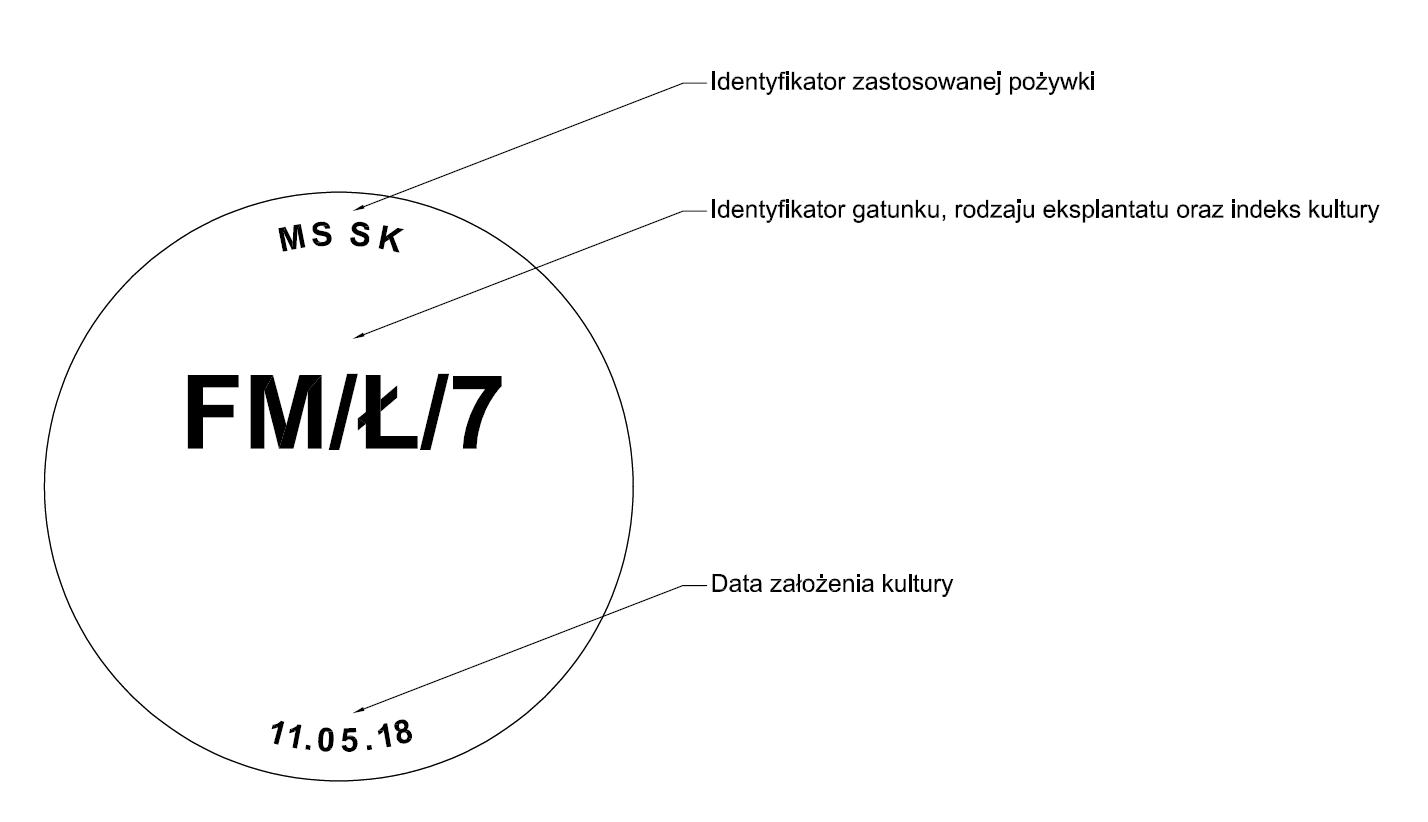 Identyfikator zastosowanej pożywki
Identyfikator gatunku, rodzaju eksplantatu oraz indeks kultury
MS SK
FM/Ł/7
Data założenia kultury
11.05.18